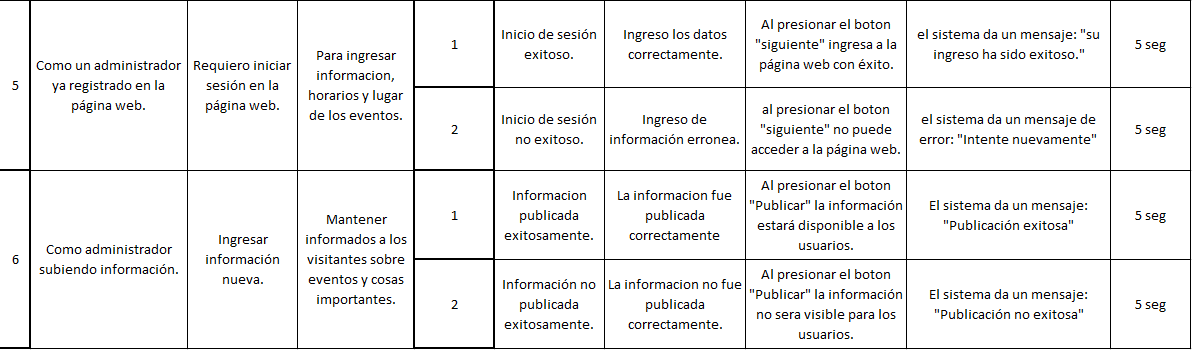 5
Como un administrador
ya registrado en la
página web.
Requiero iniciar
sesión en la
página web.
Para ingresar
informacion,
horarios y lugar
de los eventos.
1
Inicio de sesión
exitoso.
Ingreso los datos
correctamente.
Al presionar el boton
"siguiente" ingresa a la
página web con éxito.
el sistema da un mensaje: "su
ingreso ha sido exitoso."
5 seg
2
Inicio de sesión
no exitoso.
Ingreso de
información erronea.
al presionar el boton
"siguiente" no puede
acceder a la página web.
el sistema da un mensaje de
error: "Intente nuevamente"
5 seg
6
Como administrador
subiendo información.
Ingresar
información
nueva.
Mantener
informados a los
visitantes sobre
eventos y cosas
importantes.
1
Informacion
publicada
exitosamente.
La informacion fue
publicada
correctamente
Al presionar el boton
"Publicar" la información
estará disponible a los
usuarios.
El sistema da un mensaje:
"Publicación exitosa"
5 seg
2
Información no
publicada
exitosamente.
La informacion no fue
publicada
correctamente.
Al presionar el boton
"Publicar" la información
no sera visible para los
usuarios.
El sistema da un mensaje:
"Publicación no exitosa"
5 seg